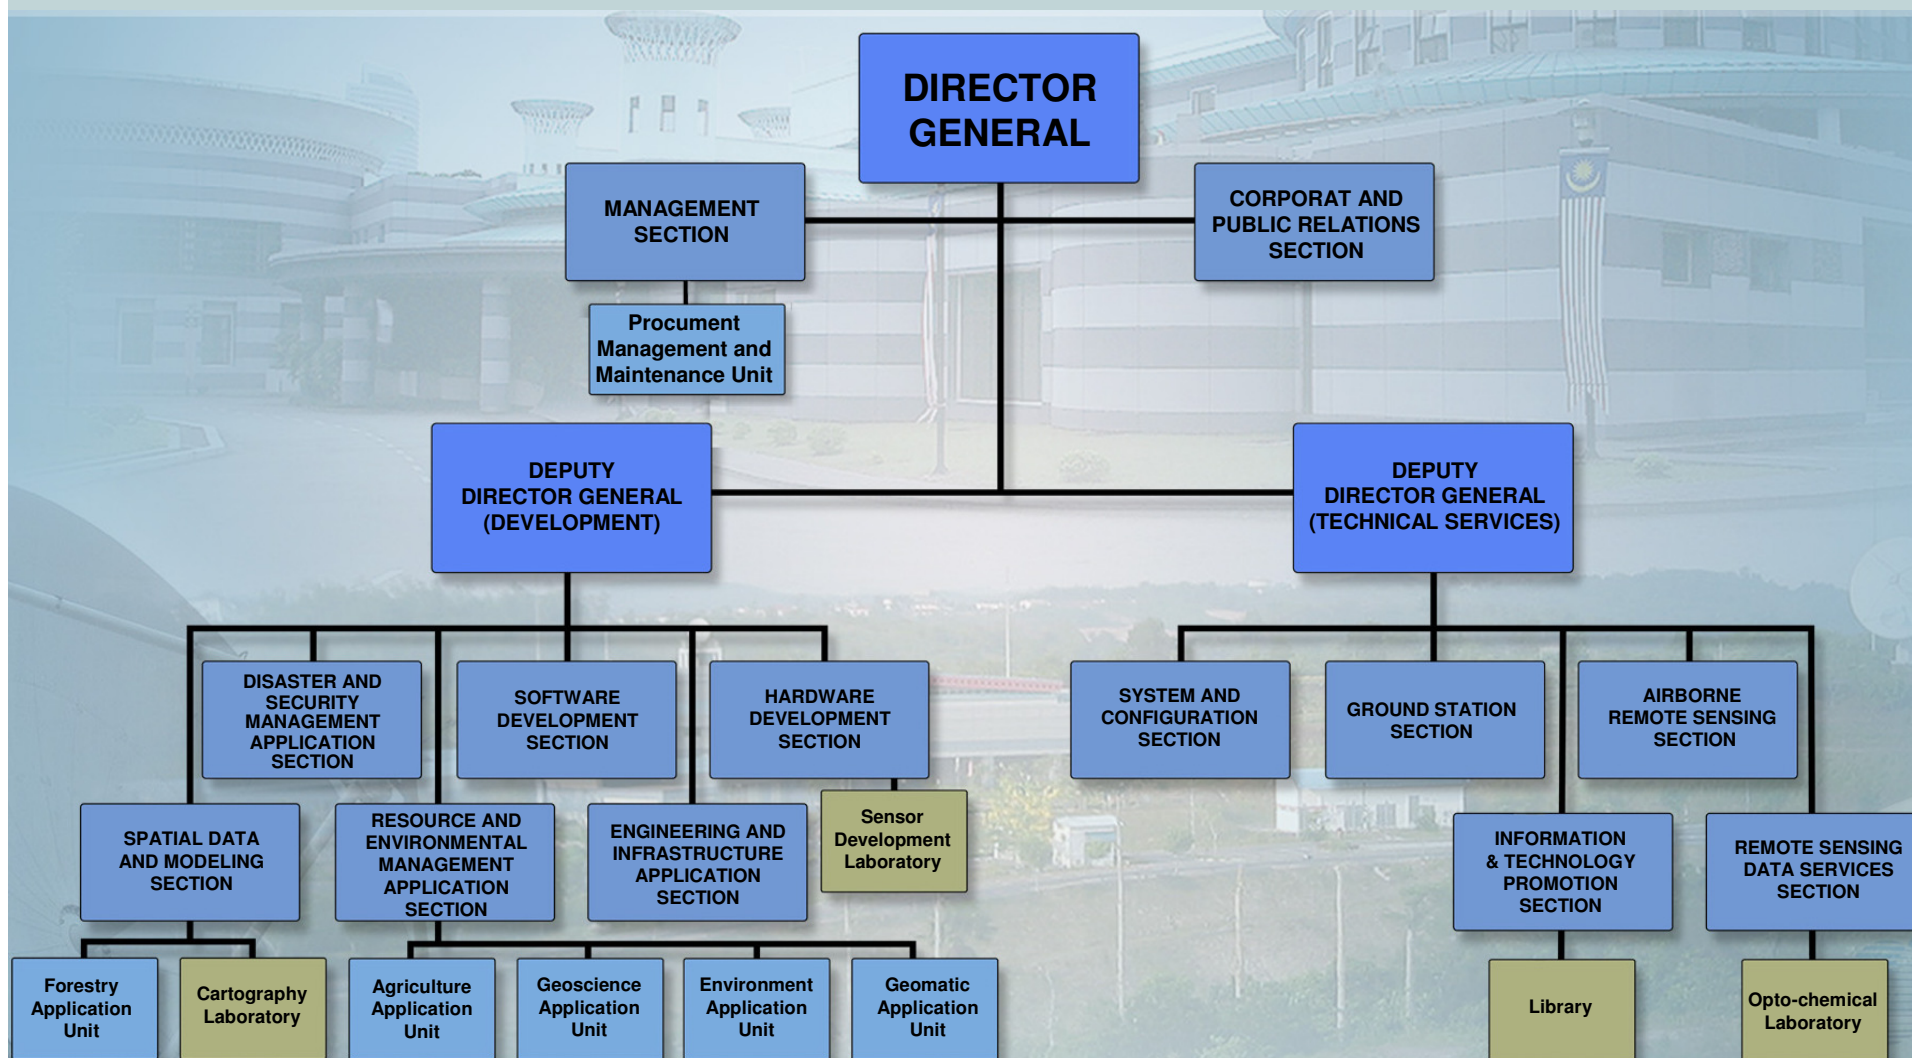 DIRECTOR
GENERAL
MANAGEMENT
SECTION
CORPORAT AND
PUBLIC RELATIONS
SECTION
Procument
Management and
Maintenance Unit
DEPUTY
DIRECTOR GENERAL
(DEVELOPMENT)
DEPUTY
DIRECTOR GENERAL
(TECHNICAL SERVICES)
DISASTER AND
SECURITY
MANAGEMENT
APPLICATION
SECTION
SOFTWARE
DEVELOPMENT
SECTION
HARDWARE
DEVELOPMENT
SECTION
SYSTEM AND
CONFIGURATION
SECTION
GROUND STATION
SECTION
AIRBORNE
REMOTE SENSING
SECTION
SPATIAL DATA
AND MODELING
SECTION
RESOURCE AND
ENVIRONMENTAL
MANAGEMENT
APPLICATION
SECTION
ENGINEERING AND
INFRASTRUCTURE
APPLICATION
SECTION
Sensor
Development
Laboratory
INFORMATION
& TECHNOLOGY
PROMOTION
SECTION
REMOTE SENSING
DATA SERVICES
SECTION
Forestry
Application
Unit
Cartography
Laboratory
Agriculture
Application
Unit
Geoscience
Application
Unit
Environment
Application
Unit
Geomatic
Application
Unit
Library
Opto-chemical
Laboratory